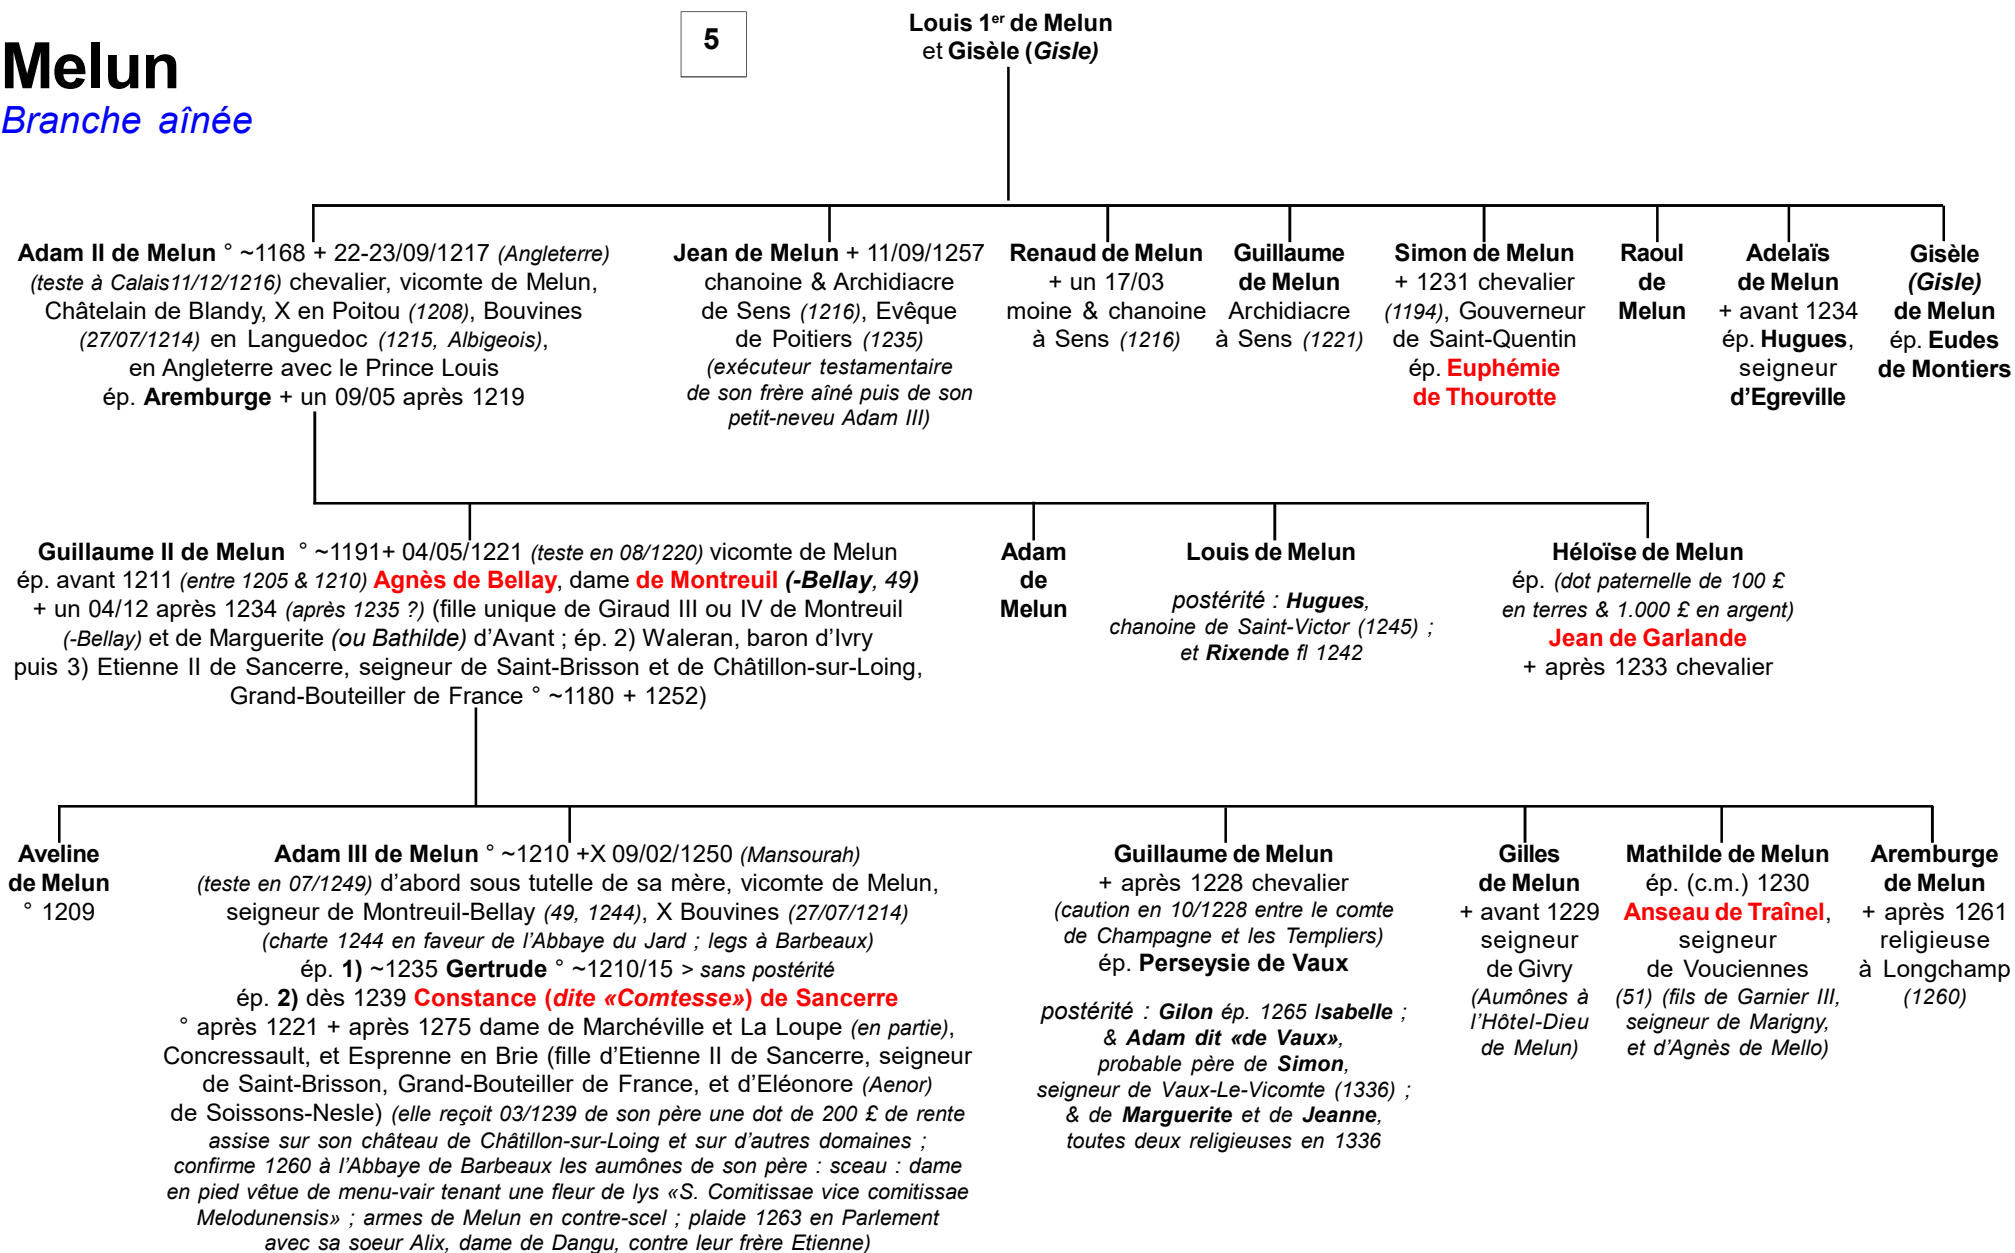 Melun
Branche aînée
5
Louis 1er de Melun
et Gisèle (Gisle)
Adam II de Melun ° ~1168 + 22-23/09/1217 (Angleterre)
(teste à Calais11/12/1216) chevalier, vicomte de Melun,
Châtelain de Blandy, X en Poitou (1208), Bouvines
(27/07/1214) en Languedoc (1215, Albigeois),
en Angleterre avec le Prince Louis
ép. Aremburge + un 09/05 après 1219
Jean de Melun + 11/09/1257
chanoine & Archidiacre
de Sens (1216), Evêque
de Poitiers (1235)
(exécuteur testamentaire
de son frère aîné puis de son
petit-neveu Adam III)
Renaud de Melun
+ un 17/03
moine & chanoine
à Sens (1216)
Guillaume
de Melun
Archidiacre
à Sens (1221)
Simon de Melun
+ 1231 chevalier
(1194), Gouverneur
de Saint-Quentin
ép. Euphémie
de Thourotte
Raoul
de
Melun
Adelaïs
de Melun
+ avant 1234
ép. Hugues,
seigneur
d'Egreville
Gisèle
(Gisle)
de Melun
ép. Eudes
de Montiers
Guillaume II de Melun ° ~1191+ 04/05/1221 (teste en 08/1220) vicomte de Melun
ép. avant 1211 (entre 1205 & 1210) Agnès de Bellay, dame de Montreuil (-Bellay, 49)
+ un 04/12 après 1234 (après 1235 ?) (fille unique de Giraud III ou IV de Montreuil
(-Bellay) et de Marguerite (ou Bathilde) d'Avant ; ép. 2) Waleran, baron d'Ivry
puis 3) Etienne II de Sancerre, seigneur de Saint-Brisson et de Châtillon-sur-Loing,
Grand-Bouteiller de France ° ~1180 + 1252)
Adam
de
Melun
Louis de Melun
postérité : Hugues,
chanoine de Saint-Victor (1245) ;
et Rixende fl 1242
Héloïse de Melun
ép. (dot paternelle de 100 £
en terres & 1.000 £ en argent)
Jean de Garlande
+ après 1233 chevalier
Aveline
de Melun
° 1209
Adam III de Melun ° ~1210 +X 09/02/1250 (Mansourah)
(teste en 07/1249) d'abord sous tutelle de sa mère, vicomte de Melun,
seigneur de Montreuil-Bellay (49, 1244), X Bouvines (27/07/1214)
(charte 1244 en faveur de l'Abbaye du Jard ; legs à Barbeaux)
ép. 1) ~1235 Gertrude ° ~1210/15 > sans postérité
ép. 2) dès 1239 Constance (dite «Comtesse») de Sancerre
° après 1221 + après 1275 dame de Marchéville et La Loupe (en partie),
Concressault, et Esprenne en Brie (fille d'Etienne II de Sancerre, seigneur
de Saint-Brisson, Grand-Bouteiller de France, et d'Eléonore (Aenor)
de Soissons-Nesle) (elle reçoit 03/1239 de son père une dot de 200 £ de rente
assise sur son château de Châtillon-sur-Loing et sur d'autres domaines ;
confirme 1260 à l'Abbaye de Barbeaux les aumônes de son père : sceau : dame
en pied vêtue de menu-vair tenant une fleur de lys «S. Comitissae vice comitissae
Melodunensis» ; armes de Melun en contre-scel ; plaide 1263 en Parlement
avec sa soeur Alix, dame de Dangu, contre leur frère Etienne)
Guillaume de Melun
+ après 1228 chevalier
(caution en 10/1228 entre le comte
de Champagne et les Templiers)
ép. Perseysie de Vaux
postérité : Gilon ép. 1265 Isabelle ;
& Adam dit «de Vaux»,
probable père de Simon,
seigneur de Vaux-Le-Vicomte (1336) ;
& de Marguerite et de Jeanne,
toutes deux religieuses en 1336
Gilles
de Melun
+ avant 1229
seigneur
de Givry
(Aumônes à
l'Hôtel-Dieu
de Melun)
Mathilde de Melun
ép. (c.m.) 1230
Anseau de Traînel,
seigneur
de Vouciennes
(51) (fils de Garnier III,
seigneur de Marigny,
et d'Agnès de Mello)
Aremburge
de Melun
+ après 1261
religieuse
à Longchamp
(1260)